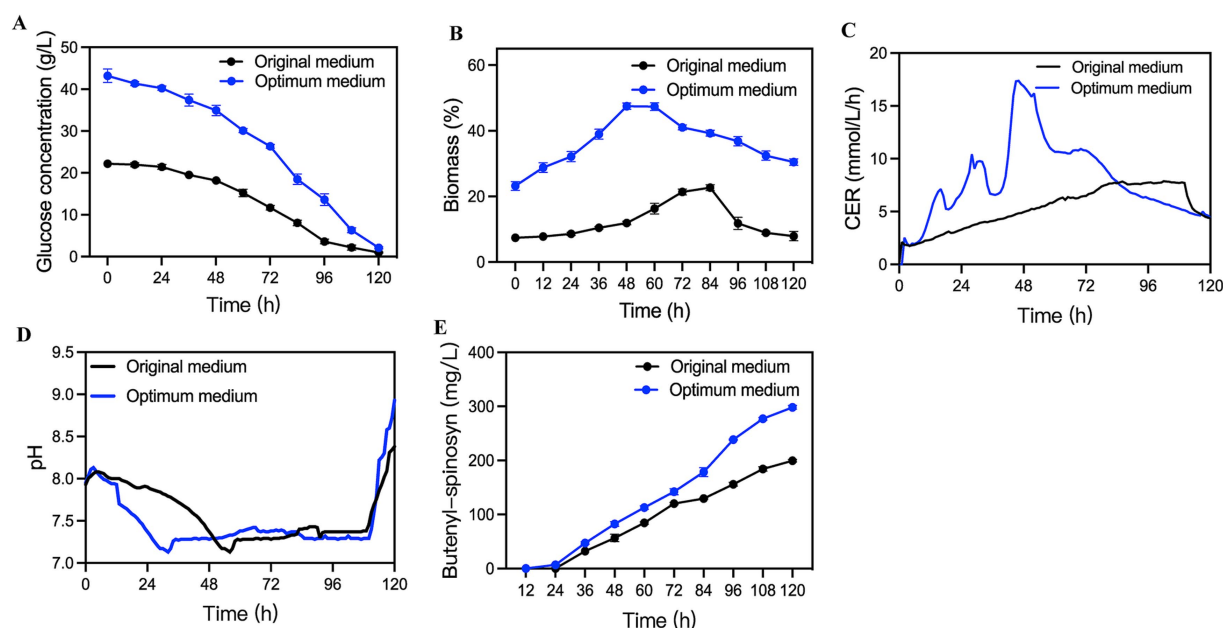 A
Glucose concentration (g/L)
50
40
30
20
10
0
Original medium
Optimum medium
0 24 48 72 96 120
Time (h)
B
Biomass (%)
60
40
20
0
Original medium
Optimum medium
0 12 24 36 48 60 72 84 96 108 120
Time (h)
C
CER (mmol/L/h)
20
15
10
5
0
Original medium
Optimum medium
0 24 48 72 96 120
Time (h)
D
pH
9.5
9.0
8.5
8.0
7.5
7.0
Original medium
Optimum medium
0 24 48 72 96 120
Time (h)
E
Butenyl−spinosyn (mg/L)
400
300
200
100
0
Original medium
Optimum medium
12 24 36 48 60 72 84 96 108 120
Time (h)